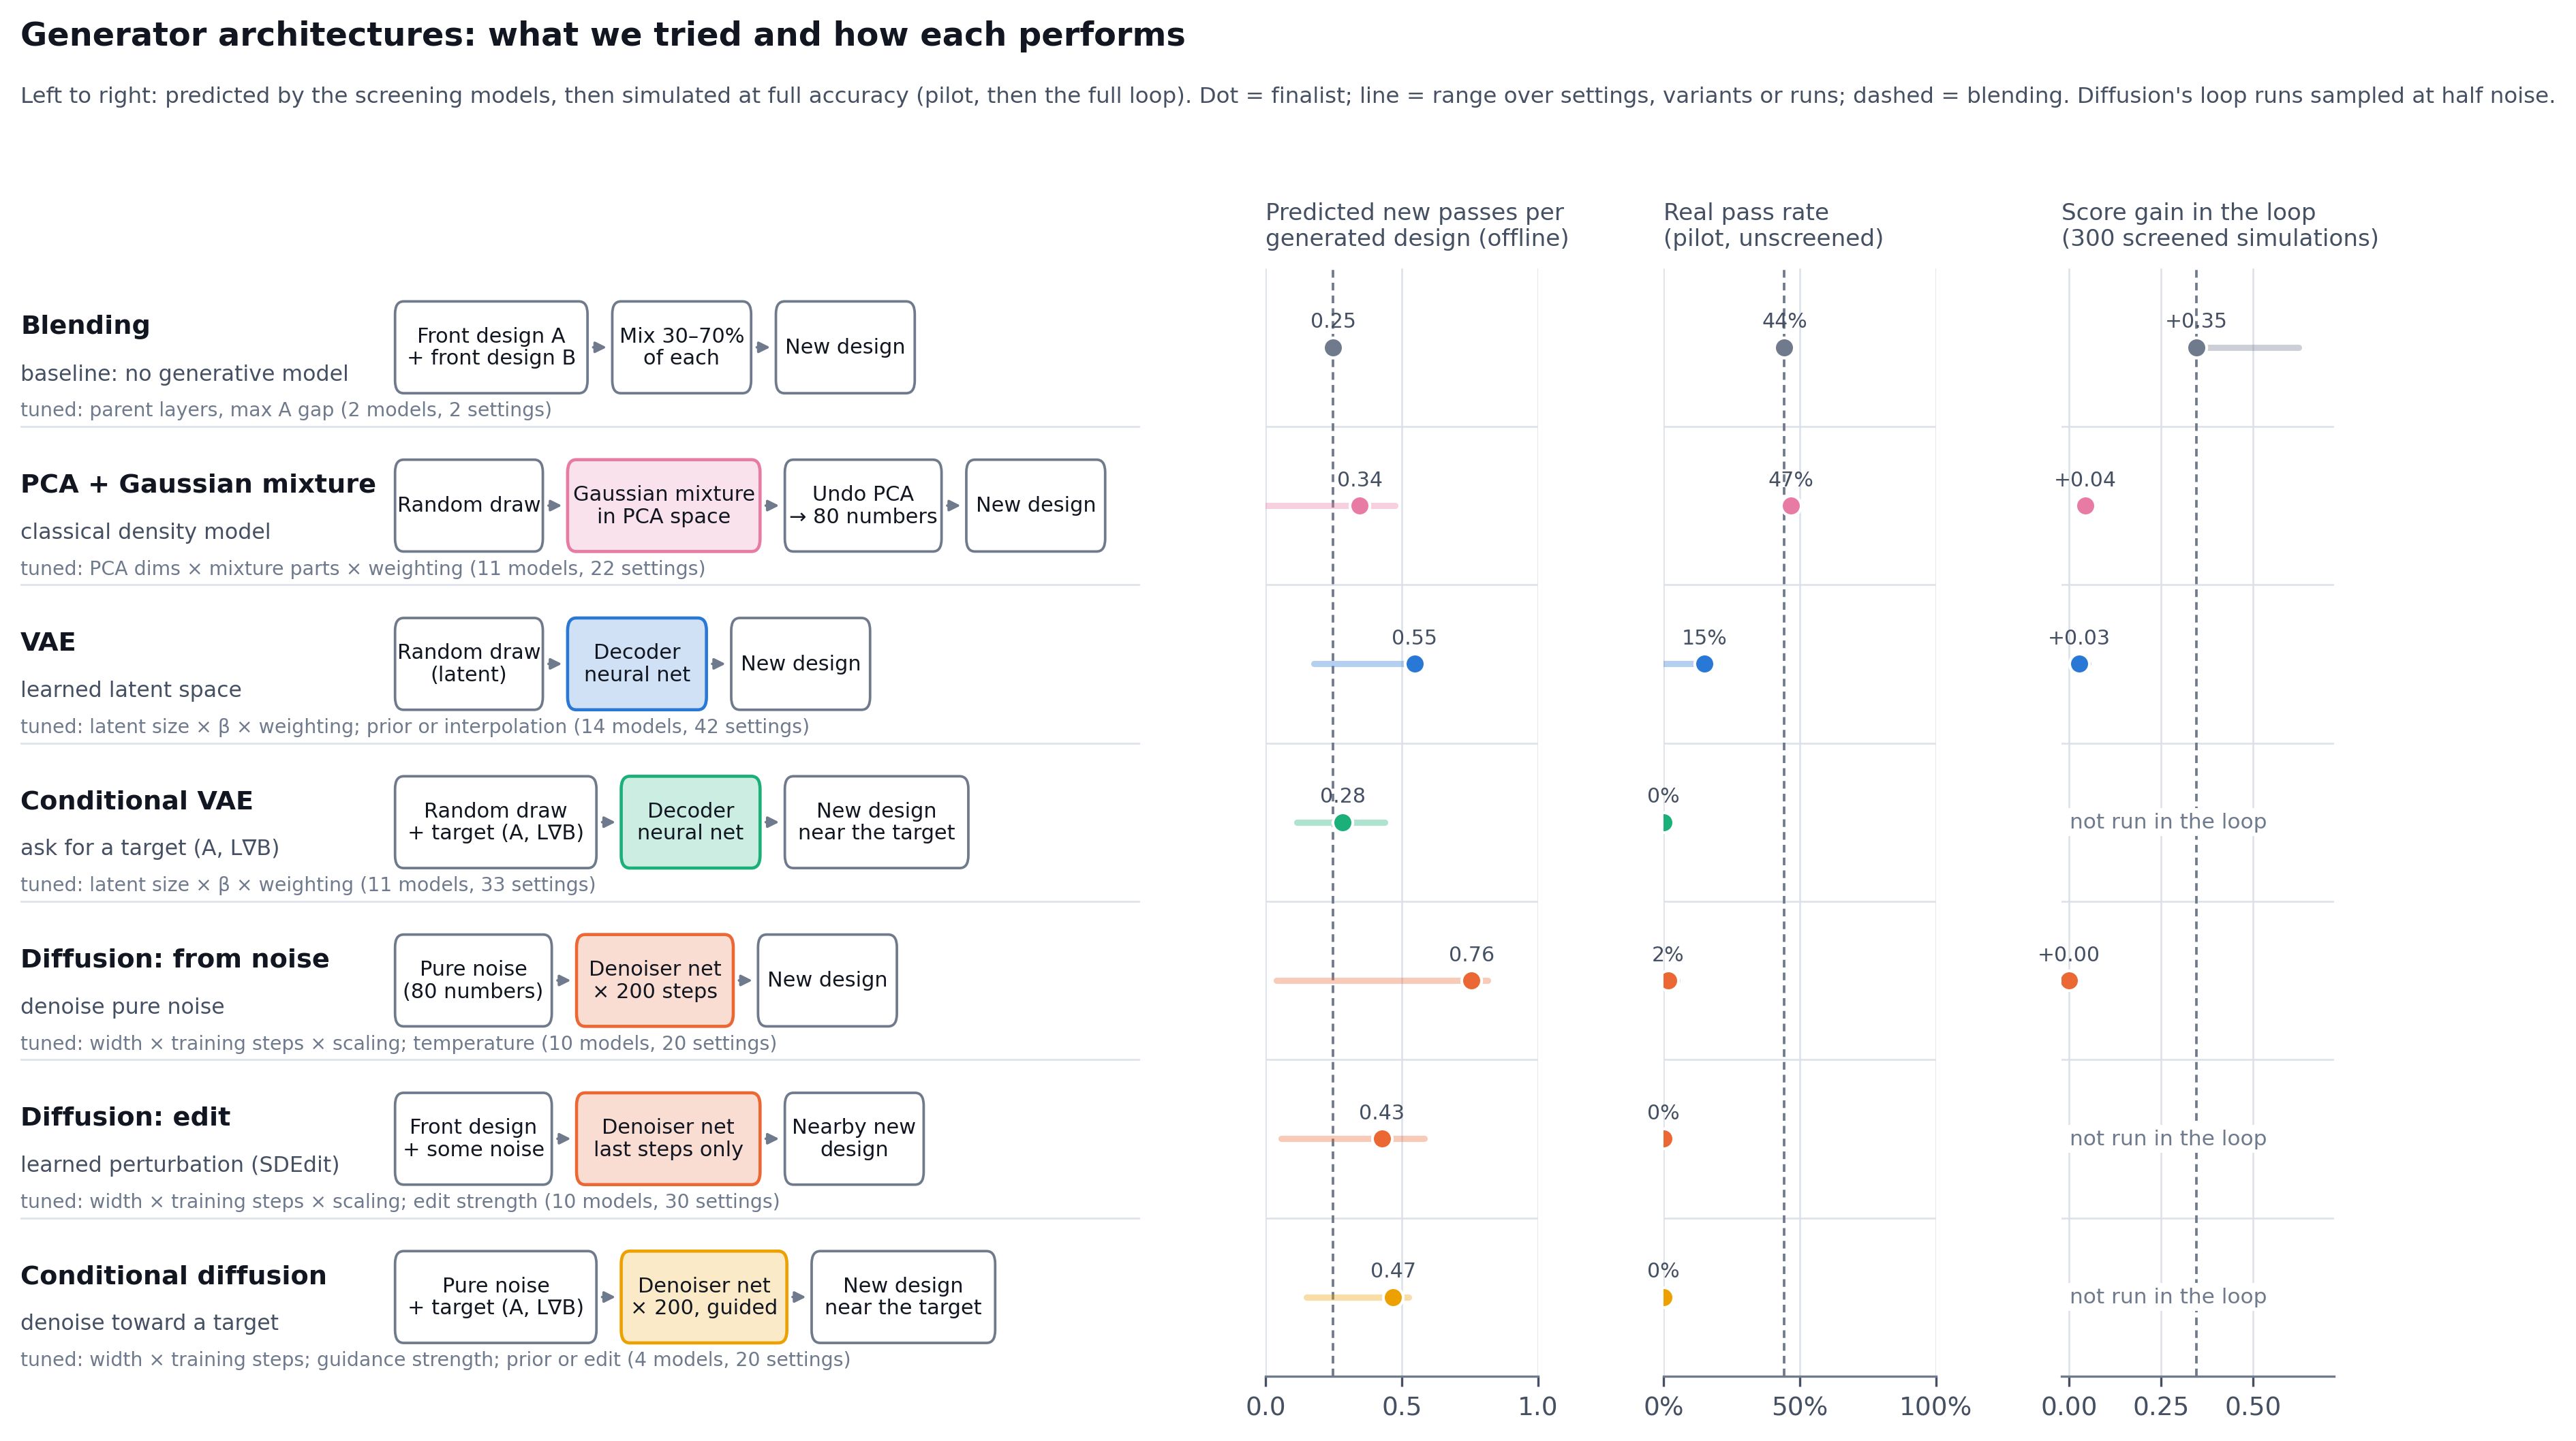 Generator architectures: what we tried and how each performs
Left to right: predicted by the screening models, then simulated at full accuracy (pilot, then the full loop). Dot = finalist; line = range over settings, variants or runs; dashed = blending. Diffusion's loop runs sampled at half noise.
Predicted new passes per
generated design (offline)
Real pass rate
(pilot, unscreened)
Score gain in the loop
(300 screened simulations)
Blending
baseline: no generative model
tuned: parent layers, max A gap (2 models, 2 settings)
Front design A
+ front design B
Mix 30–70%
of each
New design
0.25
44%
+0.35
PCA + Gaussian mixture
classical density model
tuned: PCA dims × mixture parts × weighting (11 models, 22 settings)
Random draw
Gaussian mixture
in PCA space
Undo PCA
→ 80 numbers
New design
0.34
47%
+0.04
VAE
learned latent space
tuned: latent size × β × weighting; prior or interpolation (14 models, 42 settings)
Random draw
(latent)
Decoder
neural net
New design
0.55
15%
+0.03
Conditional VAE
ask for a target (A, L∇B)
tuned: latent size × β × weighting (11 models, 33 settings)
Random draw
+ target (A, L∇B)
Decoder
neural net
New design
near the target
0.28
0%
not run in the loop
Diffusion: from noise
denoise pure noise
tuned: width × training steps × scaling; temperature (10 models, 20 settings)
Pure noise
(80 numbers)
Denoiser net
× 200 steps
New design
0.76
2%
+0.00
Diffusion: edit
learned perturbation (SDEdit)
tuned: width × training steps × scaling; edit strength (10 models, 30 settings)
Front design
+ some noise
Denoiser net
last steps only
Nearby new
design
0.43
0%
not run in the loop
Conditional diffusion
denoise toward a target
tuned: width × training steps; guidance strength; prior or edit (4 models, 20 settings)
Pure noise
+ target (A, L∇B)
Denoiser net
× 200, guided
New design
near the target
0.47
0%
not run in the loop
0.0 0.5 1.0
0% 50% 100%
0.00 0.25 0.50